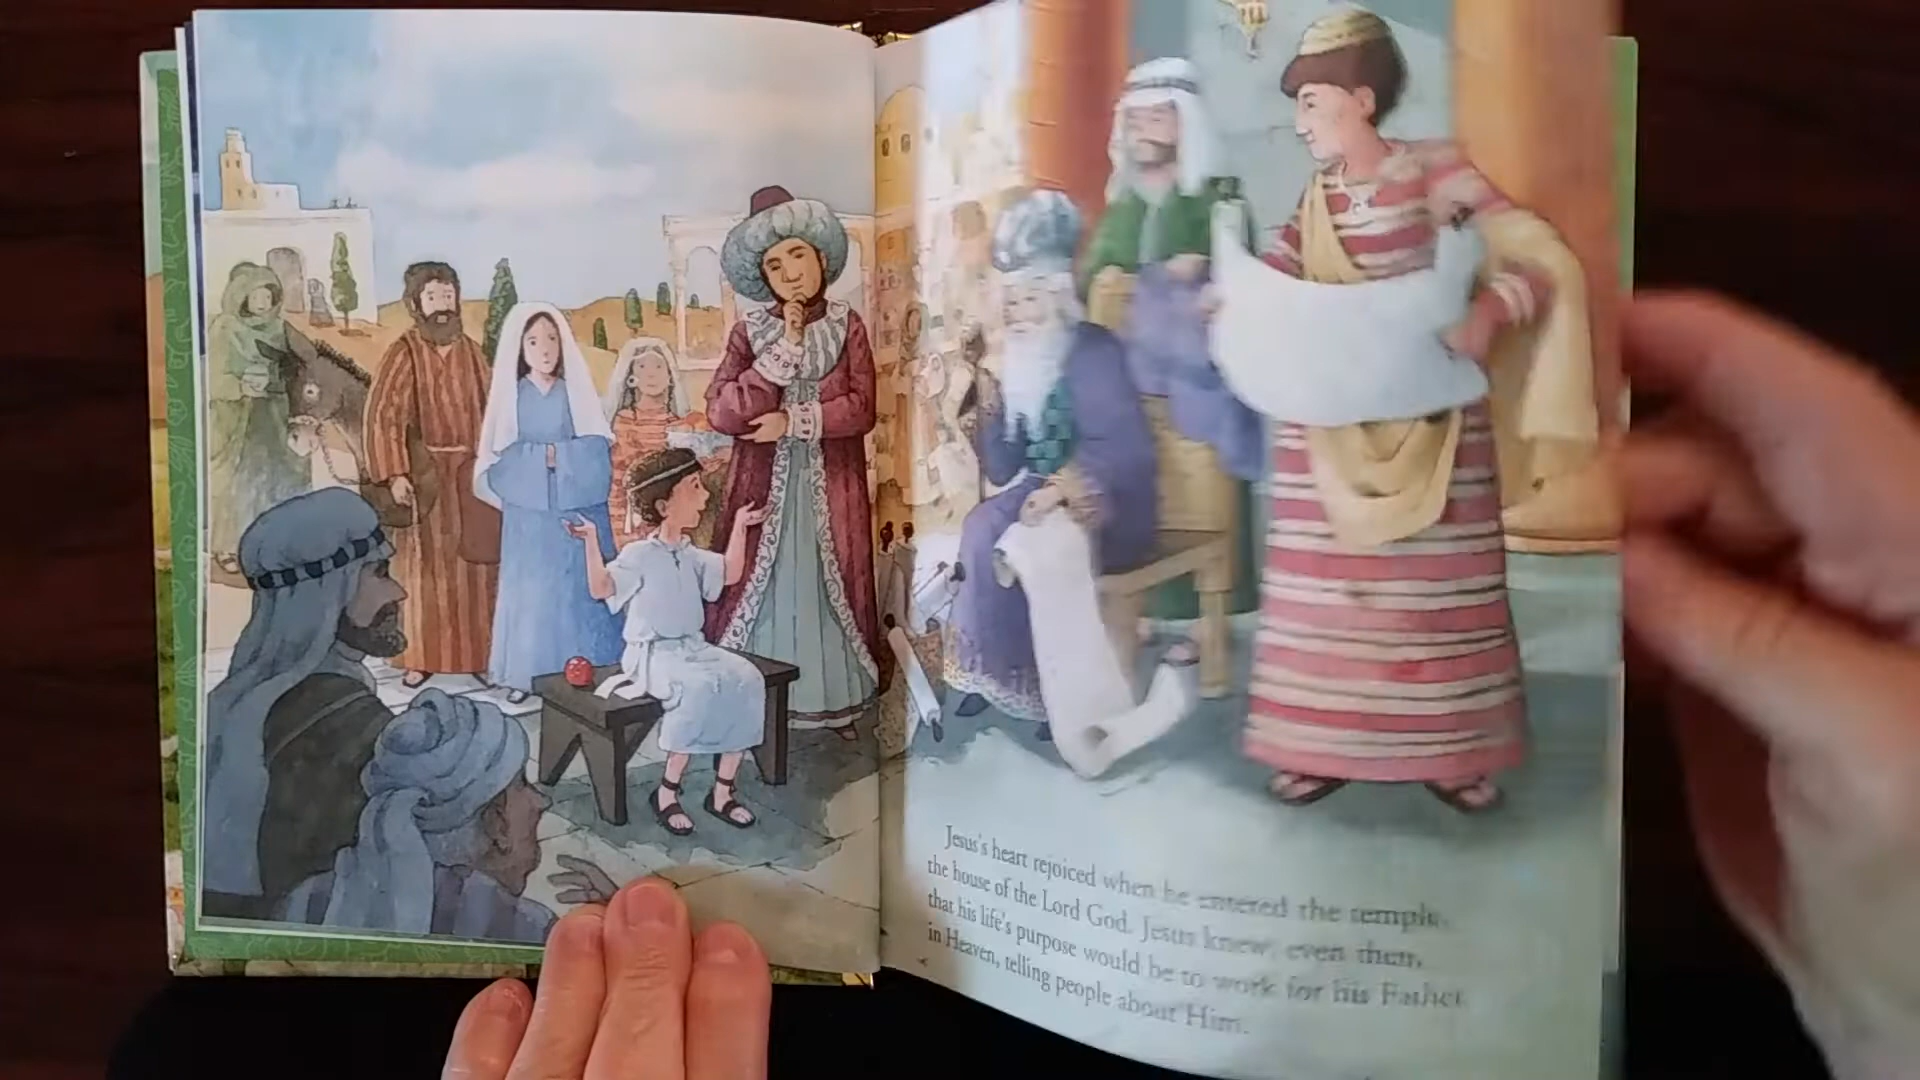 Jesus's heart rejoiced when he entered the temple,
the house of the Lord God. Jesus knew, even then,
that his life's purpose would be to work for his Father
in Heaven, telling people about Him.